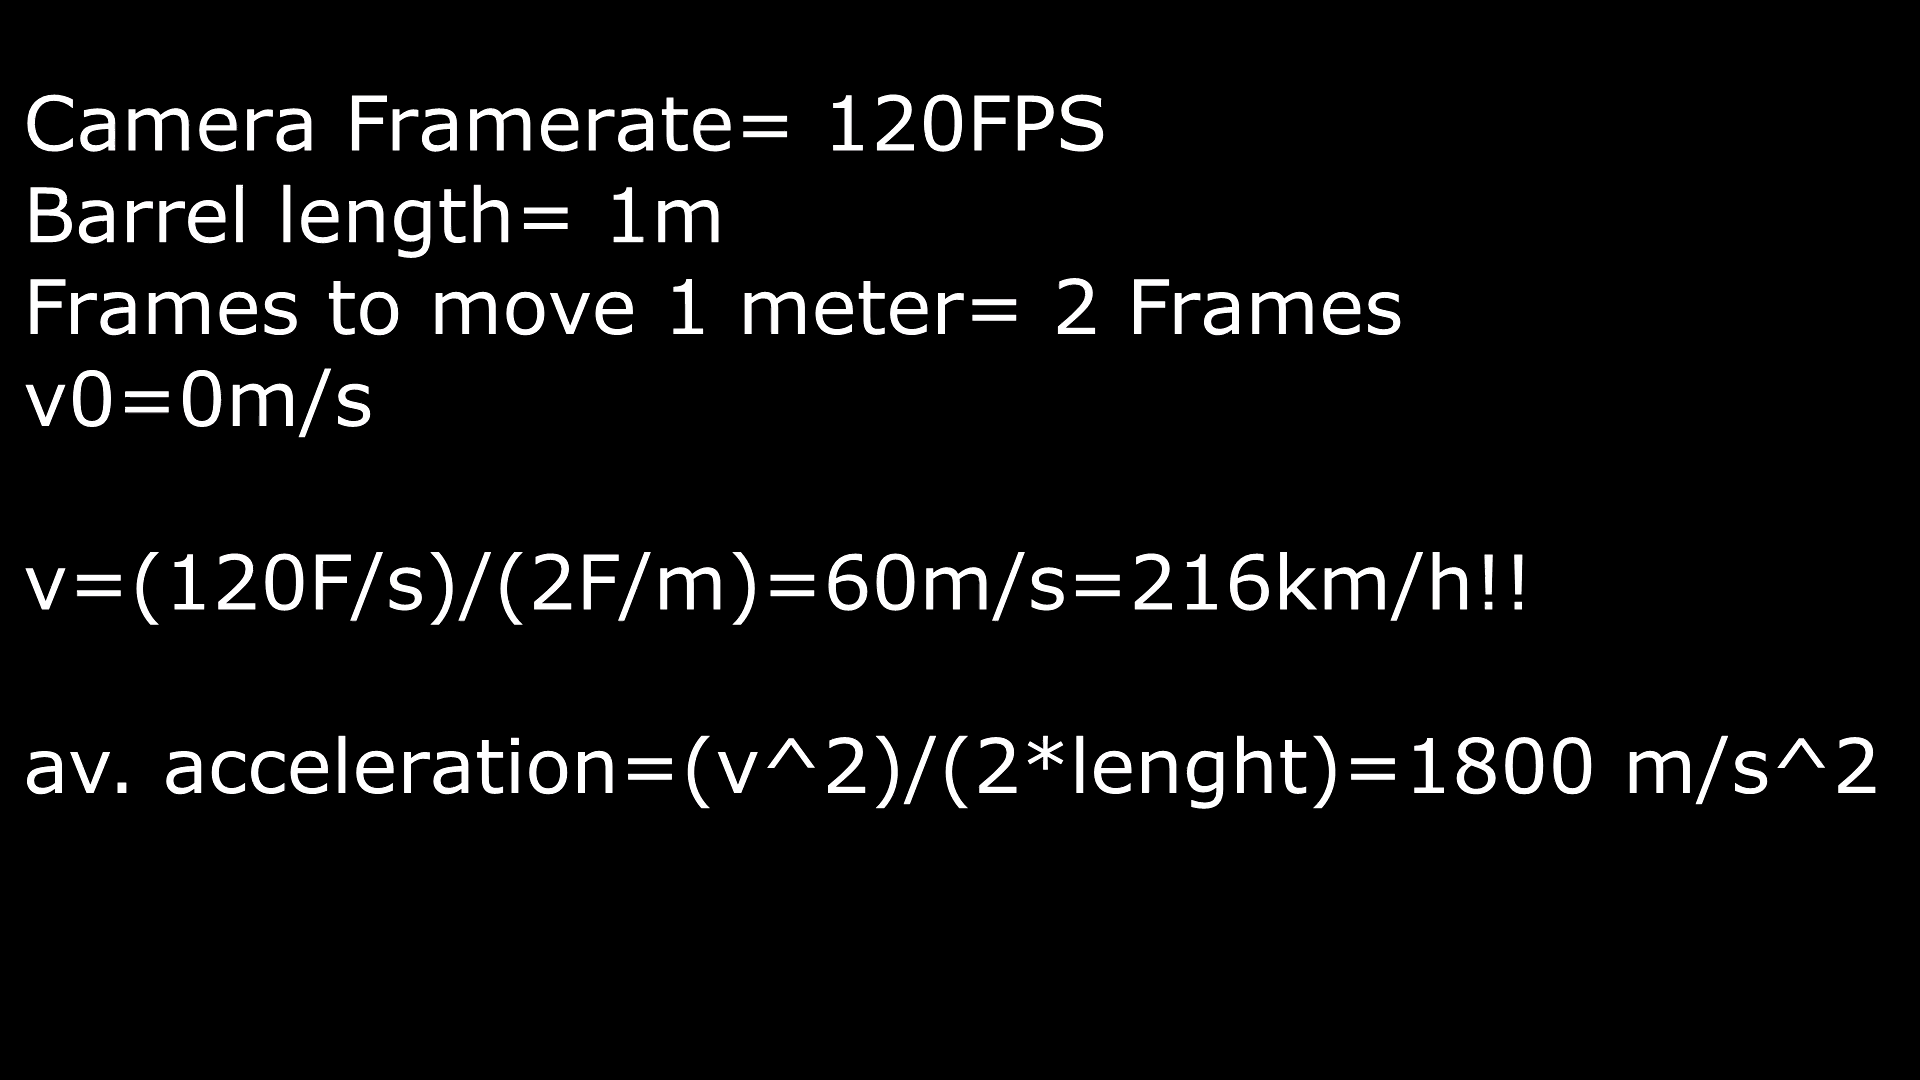 Camera Framerate= 120FPS
Barrel length= 1m
Frames to move 1 meter= 2 Frames
v0=0m/s
v=(120F/s)/(2F/m)=60m/s=216km/h!!
av. acceleration=(v^2)/(2*lenght)=1800 m/s^2